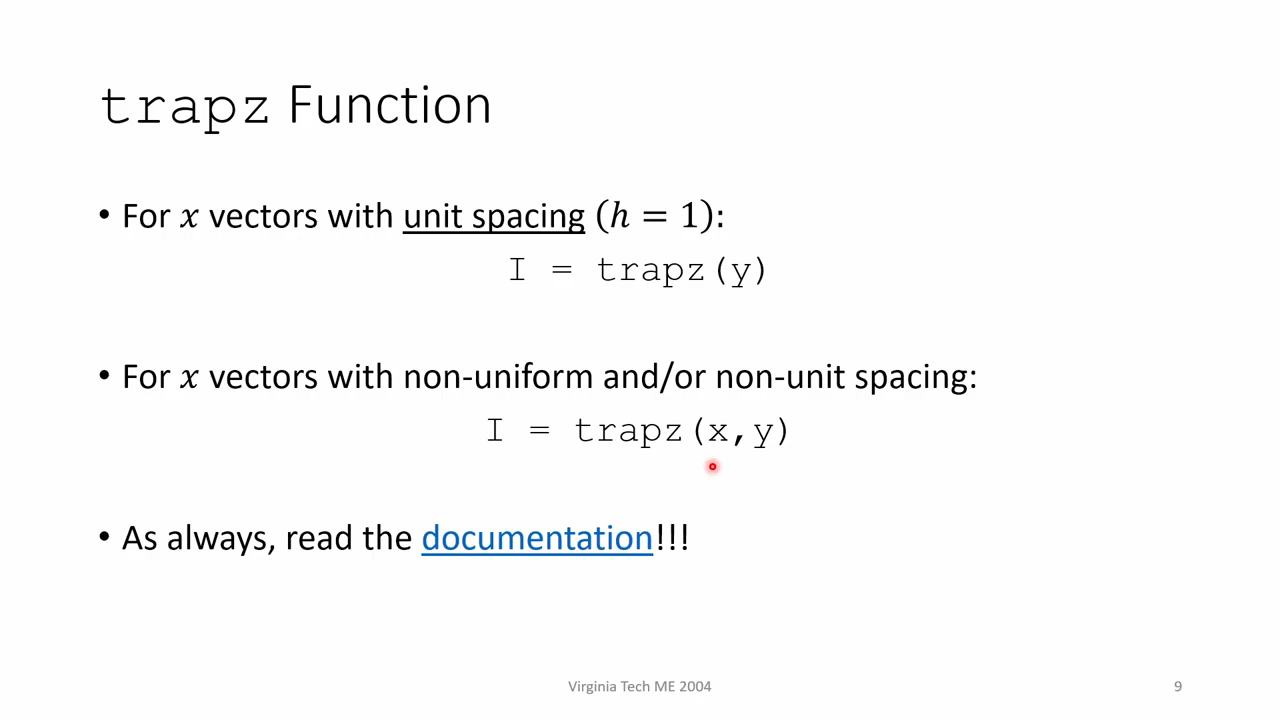 trapz Function
• For x vectors with unit spacing (h = 1):
I = trapz(y)
• For x vectors with non-uniform and/or non-unit spacing:
I = trapz(x,y)
• As always, read the documentation!!!
Virginia Tech ME 2004
9